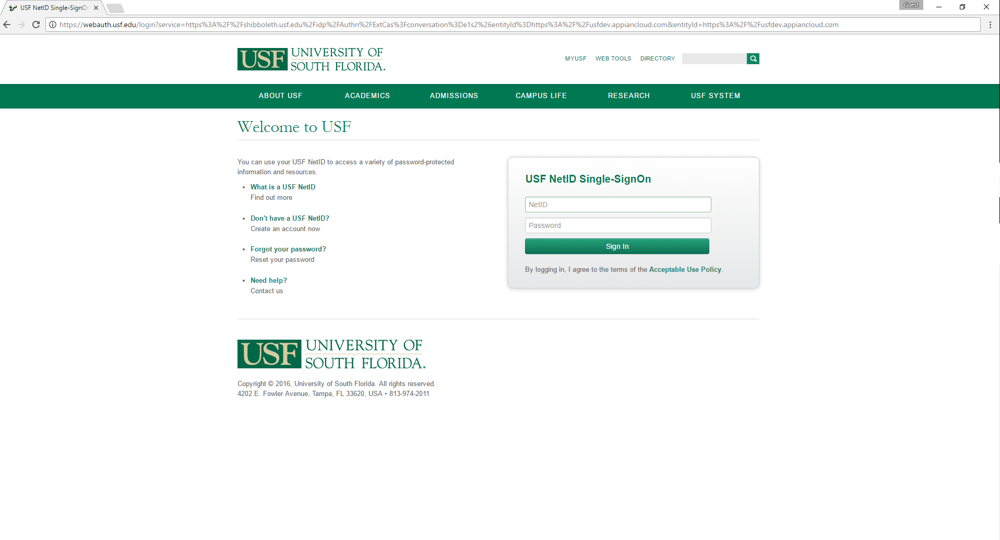 USF NetID Single-SignOn
Guest
https://webauth.usf.edu/login?service=https%3A%2F%2Fshibboleth.usf.edu%2Fidp%2FAuthn%2FExtCas%3Fconversation%3De1s2%26entityId%3Dhttps%3A%2F%2Fusfdev.appiancloud.com&entityId=https%3A%2F%2Fusfdev.appiancloud.com
USF UNIVERSITY OF
SOUTH FLORIDA.
MYUSF WEB TOOLS DIRECTORY
ABOUT USF ACADEMICS ADMISSIONS CAMPUS LIFE RESEARCH USF SYSTEM
Welcome to USF
You can use your USF NetID to access a variety of password-protected
information and resources.
• What is a USF NetID
Find out more
• Don't have a USF NetID?
Create an account now
• Forgot your password?
Reset your password
• Need help?
Contact us
USF NetID Single-SignOn
NetID
Password
Sign In
By logging in, I agree to the terms of the Acceptable Use Policy.
USF UNIVERSITY OF
SOUTH FLORIDA.
Copyright © 2016, University of South Florida. All rights reserved.
4202 E. Fowler Avenue, Tampa, FL 33620, USA • 813-974-2011